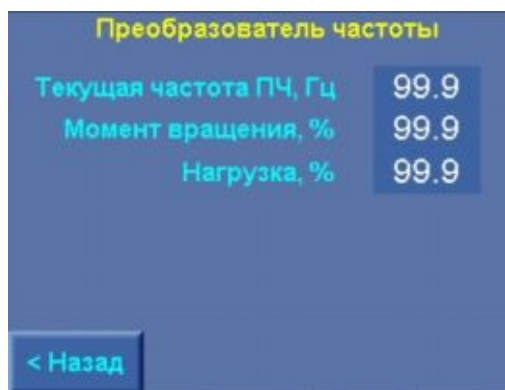 Преобразователь частоты
Текущая частота ПЧ, Гц 99.9
Момент вращения, % 99.9
Нагрузка, % 99.9
< Назад